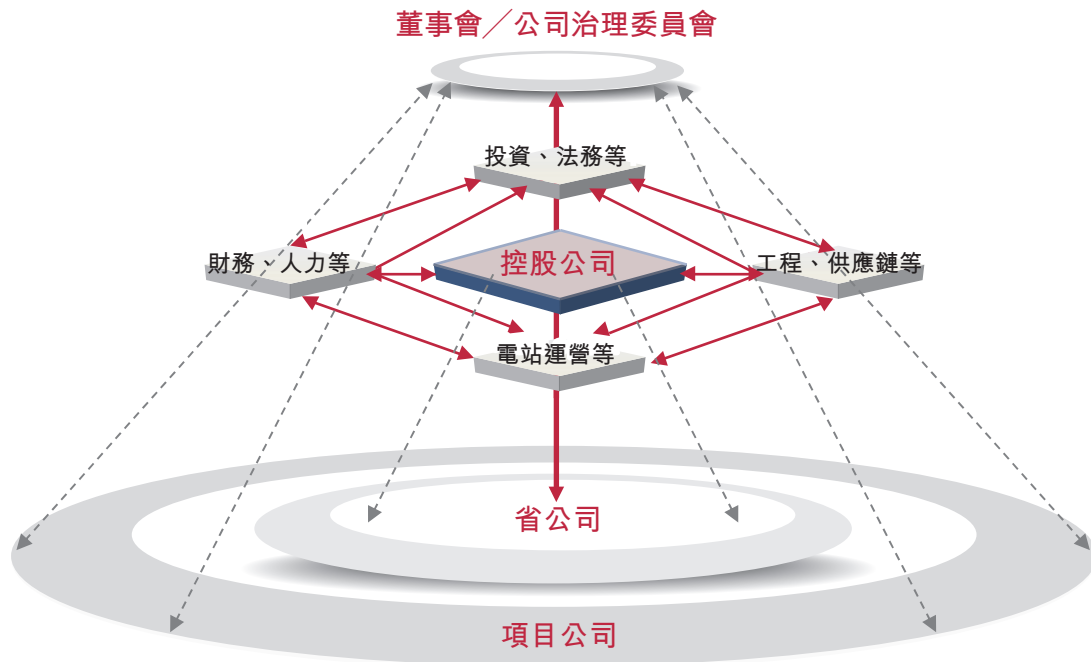 董事會／公司治理委員會
投資、法務等
財務、人力等
控股公司
工程、供應鏈等
電站運營等
省公司
項目公司